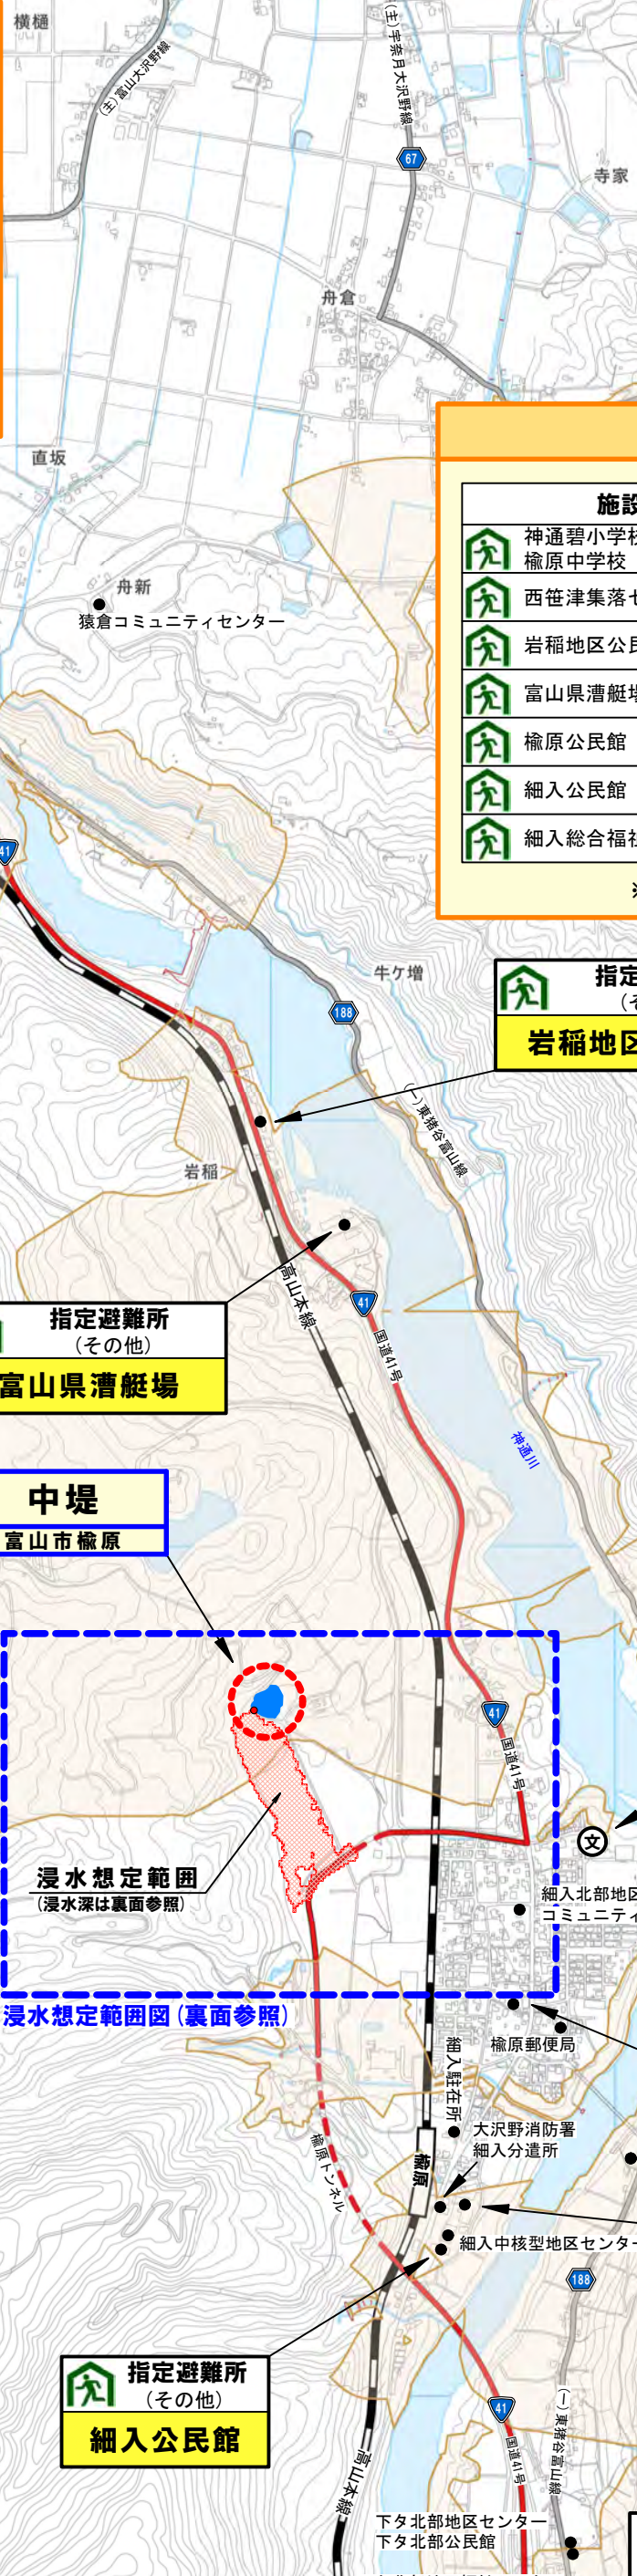 横樋
(主)富山大沢野線
(主)宇奈月大沢野線
67
寺家
舟倉
直坂
施設
神通碧小学校
楡原中学校
西笹津集落セ
岩稲地区公民
富山県漕艇場
楡原公民館
細入公民館
細入総合福祉
※
舟新
猿倉コミュニティセンター
41
牛ケ増
188
指定
(そ
岩稲地区
(一)東猪谷富山線
岩稲
高山本線
41
国道41号
指定避難所
(その他)
富山県漕艇場
神通川
中堤
富山市楡原
41
国道41号
文
浸水想定範囲
(浸水深は裏面参照)
細入北部地区
コミュニティ
浸水想定範囲図(裏面参照)
楡原郵便局
細入駐在所
大沢野消防署
細入分遣所
楡原トンネル
楡原
細入中核型地区センター
188
指定避難所
(その他)
細入公民館
41
国道41号
(一)東猪谷富山線
高山本線
下タ北部地区センター
下タ北部公民館